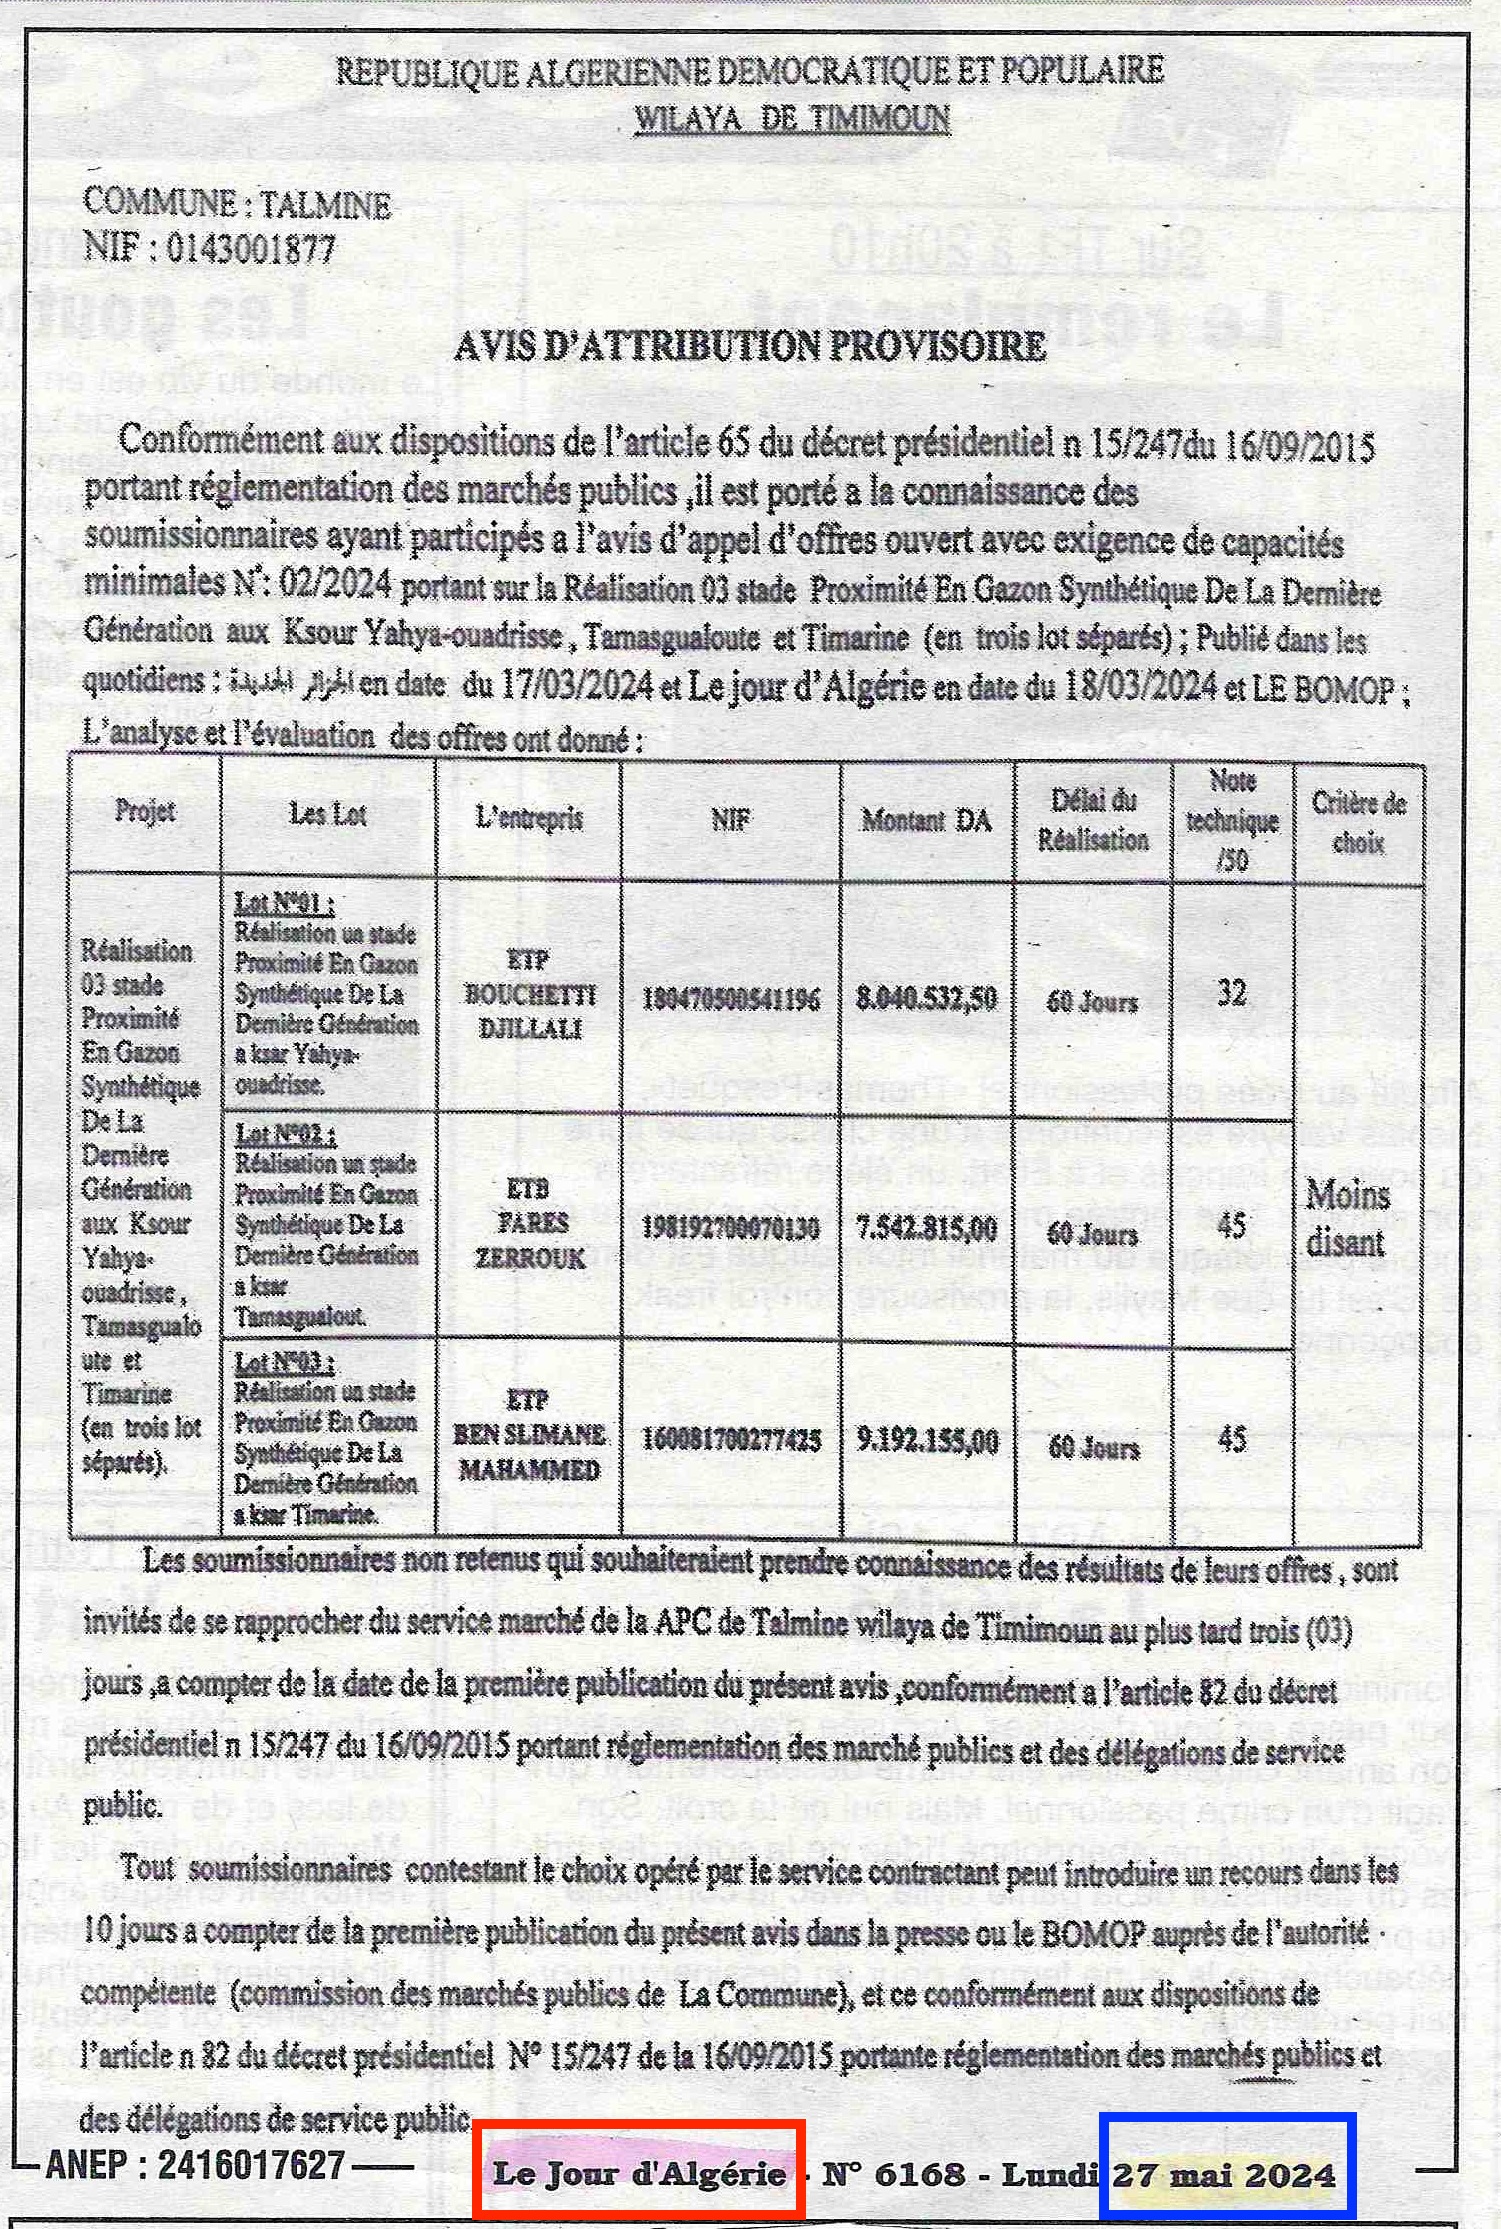 REPUBLIQUE ALGERIENNE DEMOCRATIQUE ET POPULAIRE
WILAYA DE TIMIMOUN
COMMUNE : TALMINE
NIF : 0143001877
AVIS D'ATTRIBUTION PROVISOIRE
Conformément aux dispositions de l'article 65 du décret présidentiel n 15/247du 16/09/2015
portant réglementation des marchés publics ,il est porté a la connaissance des
soumissionnaires ayant participés a l'avis d'appel d'offres ouvert avec exigence de capacités
minimales N°: 02/2024 portant sur la Réalisation 03 stade Proximité En Gazon Synthétique De La Dernière
Génération aux Ksour Yahya-ouadrisse , Tamasgualoute et Timarine (en trois lot séparés) ; Publié dans les
quotidiens : الجزائر الجديدة en date du 17/03/2024 et Le jour d'Algérie en date du 18/03/2024 et LE BOMOP ;
L'analyse et l'évaluation des offres ont donné :
Projet
Les Lot
L'entrepris
NIF
Montant DA
Délai du
Réalisation
Note
technique
/50
Critère de
choix
Réalisation
03 stade
Proximité
En Gazon
Synthétique
De La
Dernière
Génération
aux Ksour
Yahya-
ouadrisse ,
Tamasgualo
ute et
Timarine
(en trois lot
séparés).
Lot N°01 :
Réalisation un stade
Proximité En Gazon
Synthétique De La
Dernière Génération
a ksar Yahya-
ouadrisse.
ETP
BOUCHETTI
DJILLALI
180470500541196
8.040.532,50
60 Jours
32
Lot N°02 :
Réalisation un stade
Proximité En Gazon
Synthétique De La
Dernière Génération
a ksar
Tamasgualout.
ETB
FARES
ZERROUK
198192700070130
7.542.815,00
60 Jours
45
Moins
disant
Lot N°03 :
Réalisation un stade
Proximité En Gazon
Synthétique De La
Dernière Génération
a ksar Timarine.
ETP
BEN SLIMANE
MAHAMMED
160081700277425
9.192.155,00
60 Jours
45
Les soumissionnaires non retenus qui souhaiteraient prendre connaissance des résultats de leurs offres , sont
invités de se rapprocher du service marché de la APC de Talmine wilaya de Timimoun au plus tard trois (03)
jours ,a compter de la date de la première publication du présent avis ,conformément a l'article 82 du décret
présidentiel n 15/247 du 16/09/2015 portant réglementation des marché publics et des délégations de service
public.
Tout soumissionnaires contestant le choix opéré par le service contractant peut introduire un recours dans les
10 jours a compter de la première publication du présent avis dans la presse ou le BOMOP auprès de l'autorité
compétente (commission des marchés publics de La Commune), et ce conformément aux dispositions de
l'article n 82 du décret présidentiel N° 15/247 de la 16/09/2015 portante réglementation des marchés publics et
des délégations de service public.
ANEP : 2416017627
Le Jour d'Algérie - N° 6168 - Lundi 27 mai 2024